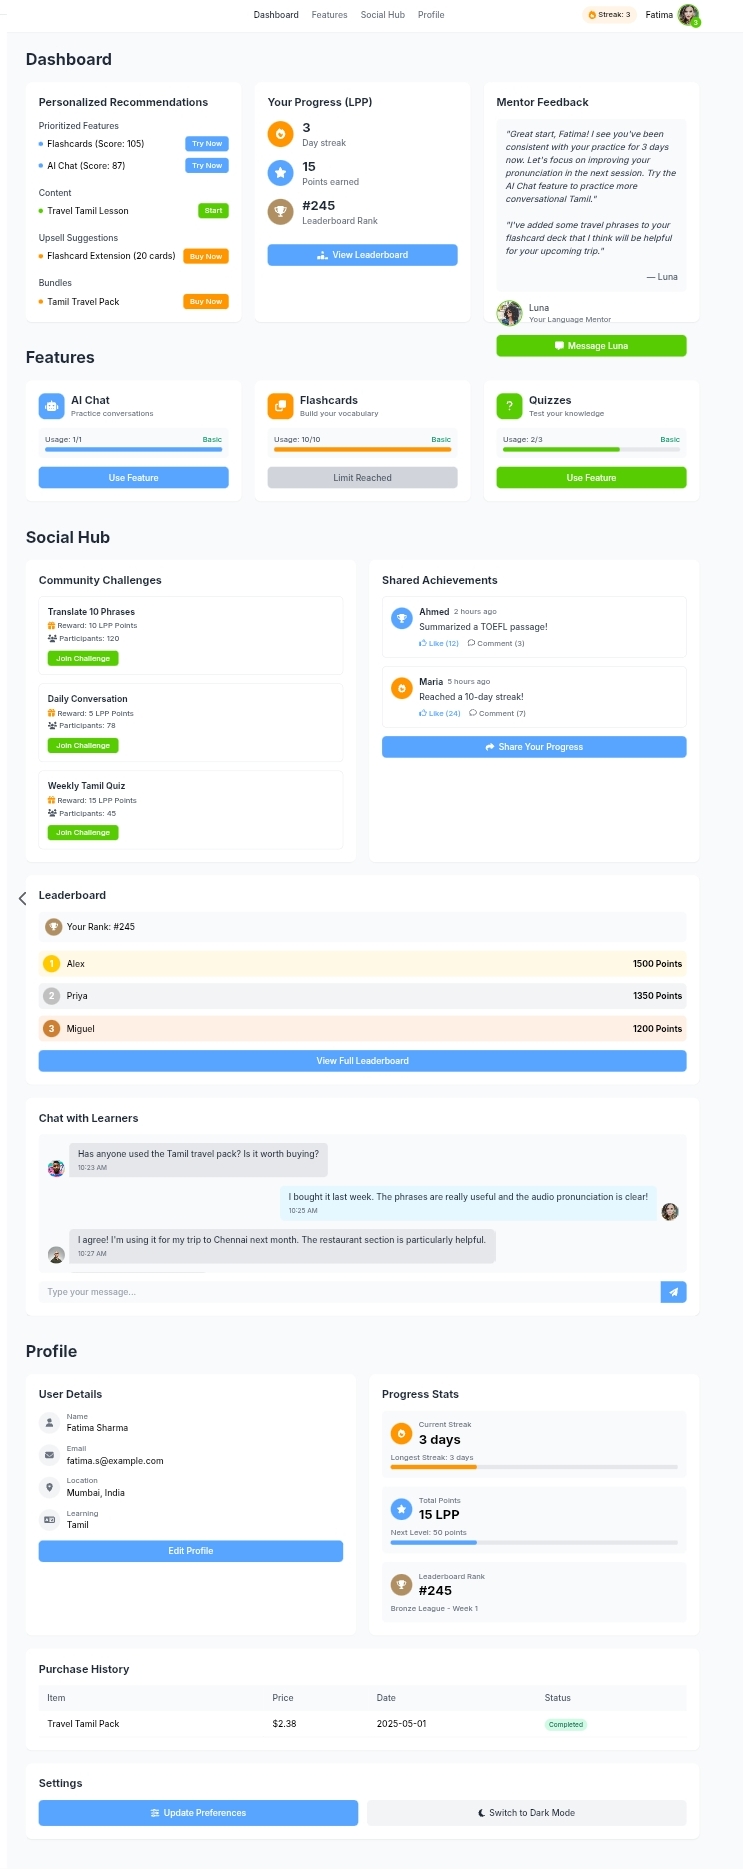 Dashboard Features Social Hub Profile Streak: 3 Fatima 3
Dashboard
Personalized Recommendations
Prioritized Features
Flashcards (Score: 105) Try Now
AI Chat (Score: 87) Try Now
Content
Travel Tamil Lesson Start
Upsell Suggestions
Flashcard Extension (20 cards) Buy Now
Bundles
Tamil Travel Pack Buy Now
Your Progress (LPP)
3
Day streak
15
Points earned
#245
Leaderboard Rank
View Leaderboard
Mentor Feedback
"Great start, Fatima! I see you've been
consistent with your practice for 3 days
now. Let's focus on improving your
pronunciation in the next session. Try the
AI Chat feature to practice more
conversational Tamil."
"I've added some travel phrases to your
flashcard deck that I think will be helpful
for your upcoming trip."
— Luna
Luna
Your Language Mentor
Message Luna
Features
AI Chat
Practice conversations
Usage: 1/1 Basic
Use Feature
Flashcards
Build your vocabulary
Usage: 10/10 Basic
Limit Reached
?
Quizzes
Test your knowledge
Usage: 2/3 Basic
Use Feature
Social Hub
Community Challenges
Translate 10 Phrases
Reward: 10 LPP Points
Participants: 120
Join Challenge
Daily Conversation
Reward: 5 LPP Points
Participants: 78
Join Challenge
Weekly Tamil Quiz
Reward: 15 LPP Points
Participants: 45
Join Challenge
Shared Achievements
Ahmed 2 hours ago
Summarized a TOEFL passage!
Like (12) Comment (3)
Maria 5 hours ago
Reached a 10-day streak!
Like (24) Comment (7)
Share Your Progress
Leaderboard
Your Rank: #245
1 Alex 1500 Points
2 Priya 1350 Points
3 Miguel 1200 Points
View Full Leaderboard
Chat with Learners
Has anyone used the Tamil travel pack? Is it worth buying?
10:23 AM
I bought it last week. The phrases are really useful and the audio pronunciation is clear!
10:25 AM
I agree! I'm using it for my trip to Chennai next month. The restaurant section is particularly helpful.
10:27 AM
Type your message...
Profile
User Details
Name
Fatima Sharma
Email
fatima.s@example.com
Location
Mumbai, India
Learning
Tamil
Edit Profile
Progress Stats
Current Streak
3 days
Longest Streak: 3 days
Total Points
15 LPP
Next Level: 50 points
Leaderboard Rank
#245
Bronze League - Week 1
Purchase History
Item Price Date Status
Travel Tamil Pack $2.38 2025-05-01 Completed
Settings
Update Preferences Switch to Dark Mode